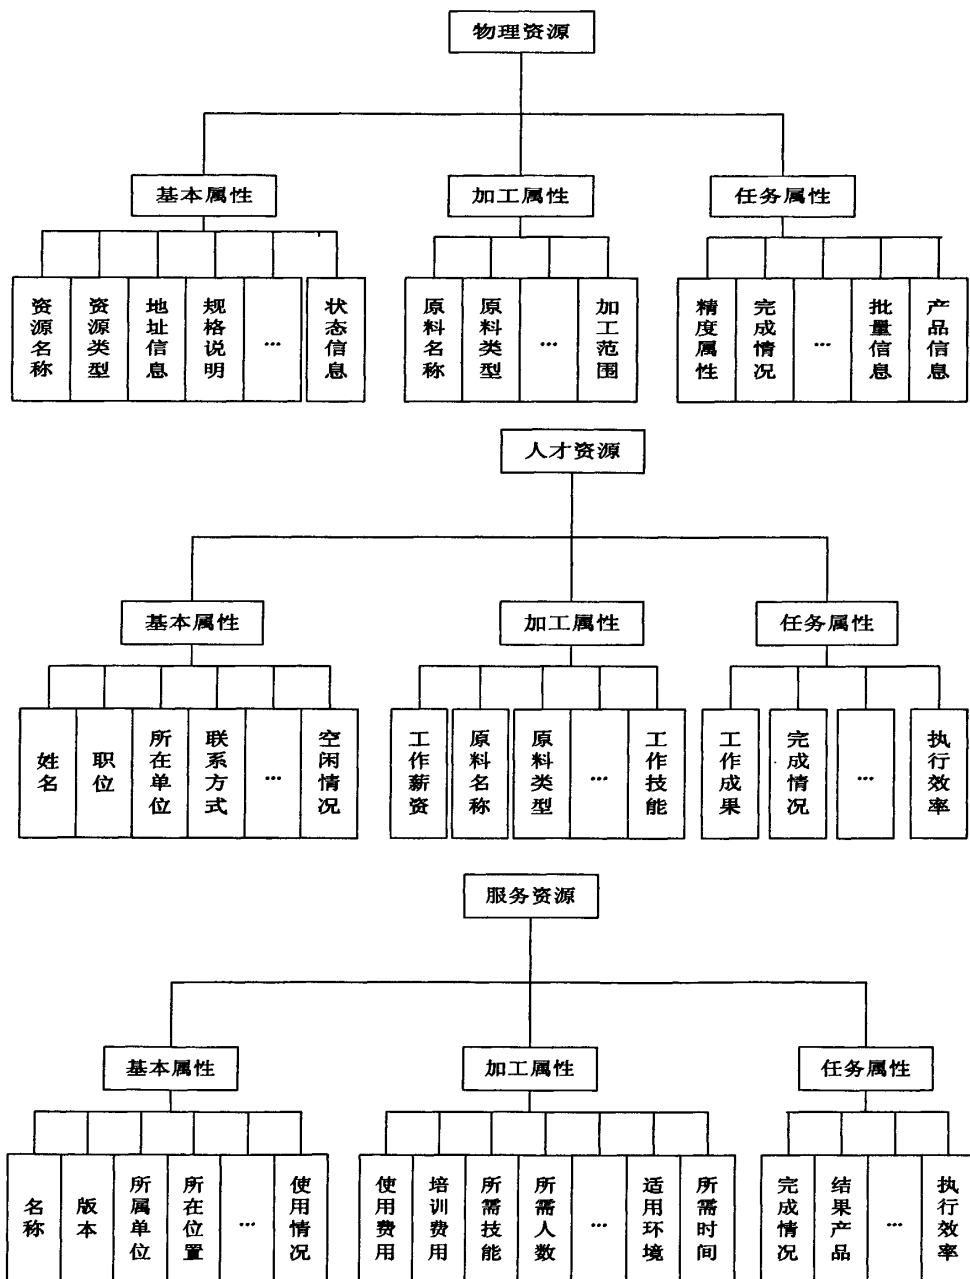 物理资源
基本属性
加工属性
任务属性
资源名称
资源类型
地址信息
规格说明
...
状态信息
原料名称
原料类型
...
加工范围
精度属性
完成情况
...
批量信息
产品信息
人才资源
基本属性
加工属性
任务属性
姓名
职位
所在单位
联系方式
...
空闲情况
工作薪资
原料名称
原料类型
...
工作技能
工作成果
完成情况
...
执行效率
服务资源
基本属性
加工属性
任务属性
名称
版本
所属单位
所在位置
...
使用情况
使用费用
培训费用
所需技能
所需人数
...
适用环境
所需时间
完成情况
结果产品
...
执行效率